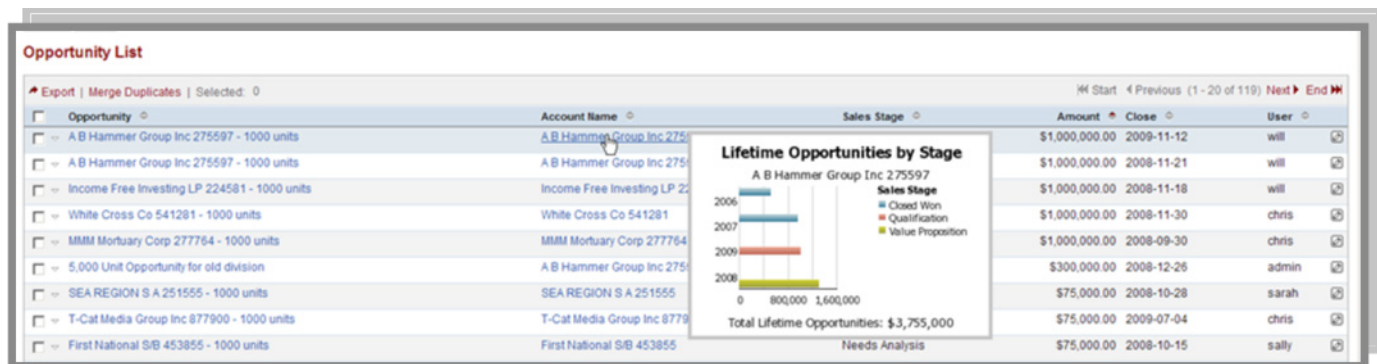 Opportunity List
Export | Merge Duplicates | Selected: 0 Start Previous (1 - 20 of 119) Next End
Opportunity Account Name Sales Stage Amount Close User
A B Hammer Group Inc 275597 - 1000 units A B Hammer Group Inc 275 $1,000,000.00 2009-11-12 will
A B Hammer Group Inc 275597 - 1000 units A B Hammer Group Inc 275 $1,000,000.00 2008-11-21 will
Income Free Investing LP 224581 - 1000 units Income Free Investing LP 22 $1,000,000.00 2008-11-18 will
White Cross Co 541281 - 1000 units White Cross Co 541281 $1,000,000.00 2008-11-30 chris
MMM Mortuary Corp 277764 - 1000 units MMM Mortuary Corp 277764 $1,000,000.00 2008-09-30 chris
5,000 Unit Opportunity for old division A B Hammer Group Inc 275 $300,000.00 2008-12-26 admin
SEA REGION S A 251555 - 1000 units SEA REGION S A 251555 $75,000.00 2008-10-28 sarah
T-Cat Media Group Inc 877900 - 1000 units T-Cat Media Group Inc 8779 $75,000.00 2009-07-04 chris
First National S/B 453855 - 1000 units First National S/B 453855 Needs Analysis $75,000.00 2008-10-15 sally
Lifetime Opportunities by Stage
A B Hammer Group Inc 275597
Sales Stage
Closed Won
Qualification
Value Proposition
2006
2007
2009
2008
0 800,000 1,600,000
Total Lifetime Opportunities: $3,755,000